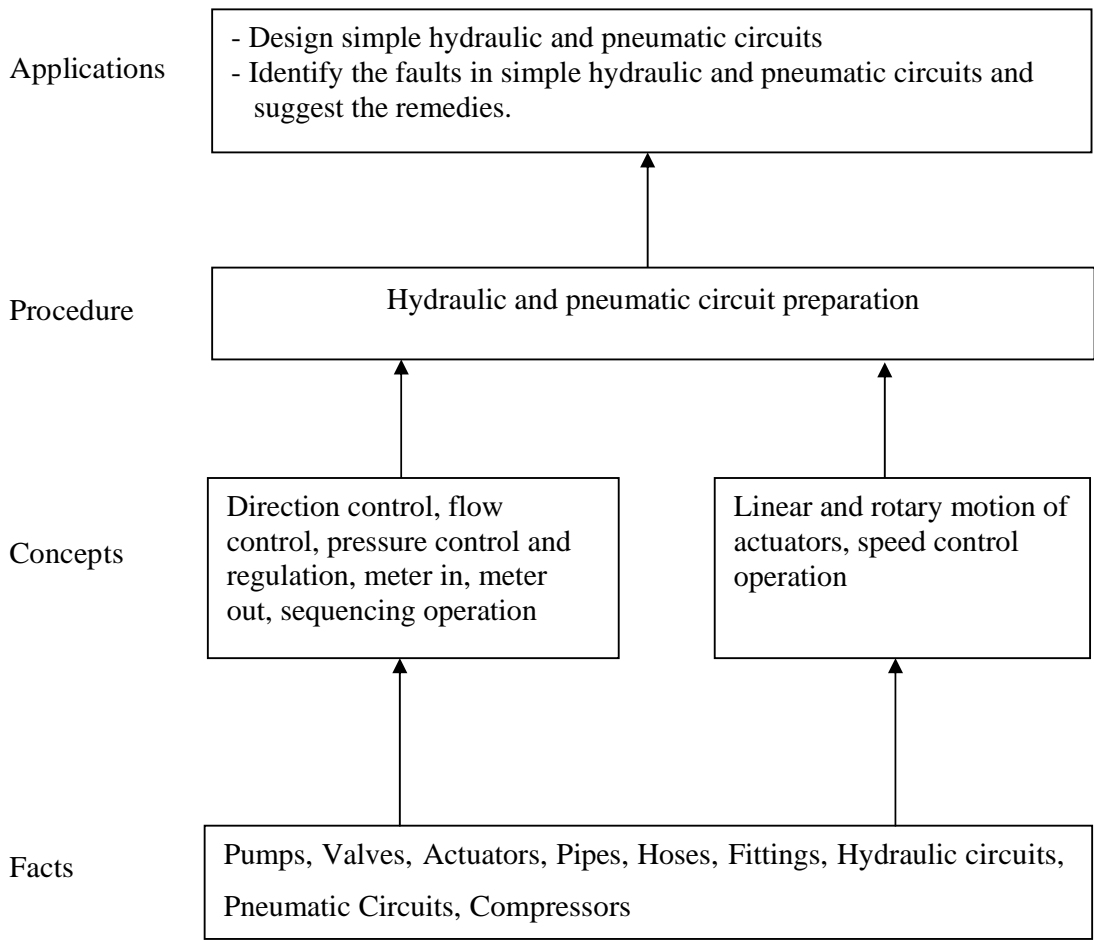 Applications
- Design simple hydraulic and pneumatic circuits
- Identify the faults in simple hydraulic and pneumatic circuits and
suggest the remedies.
Procedure
Hydraulic and pneumatic circuit preparation
Concepts
Direction control, flow
control, pressure control and
regulation, meter in, meter
out, sequencing operation
Linear and rotary motion of
actuators, speed control
operation
Facts
Pumps, Valves, Actuators, Pipes, Hoses, Fittings, Hydraulic circuits,
Pneumatic Circuits, Compressors